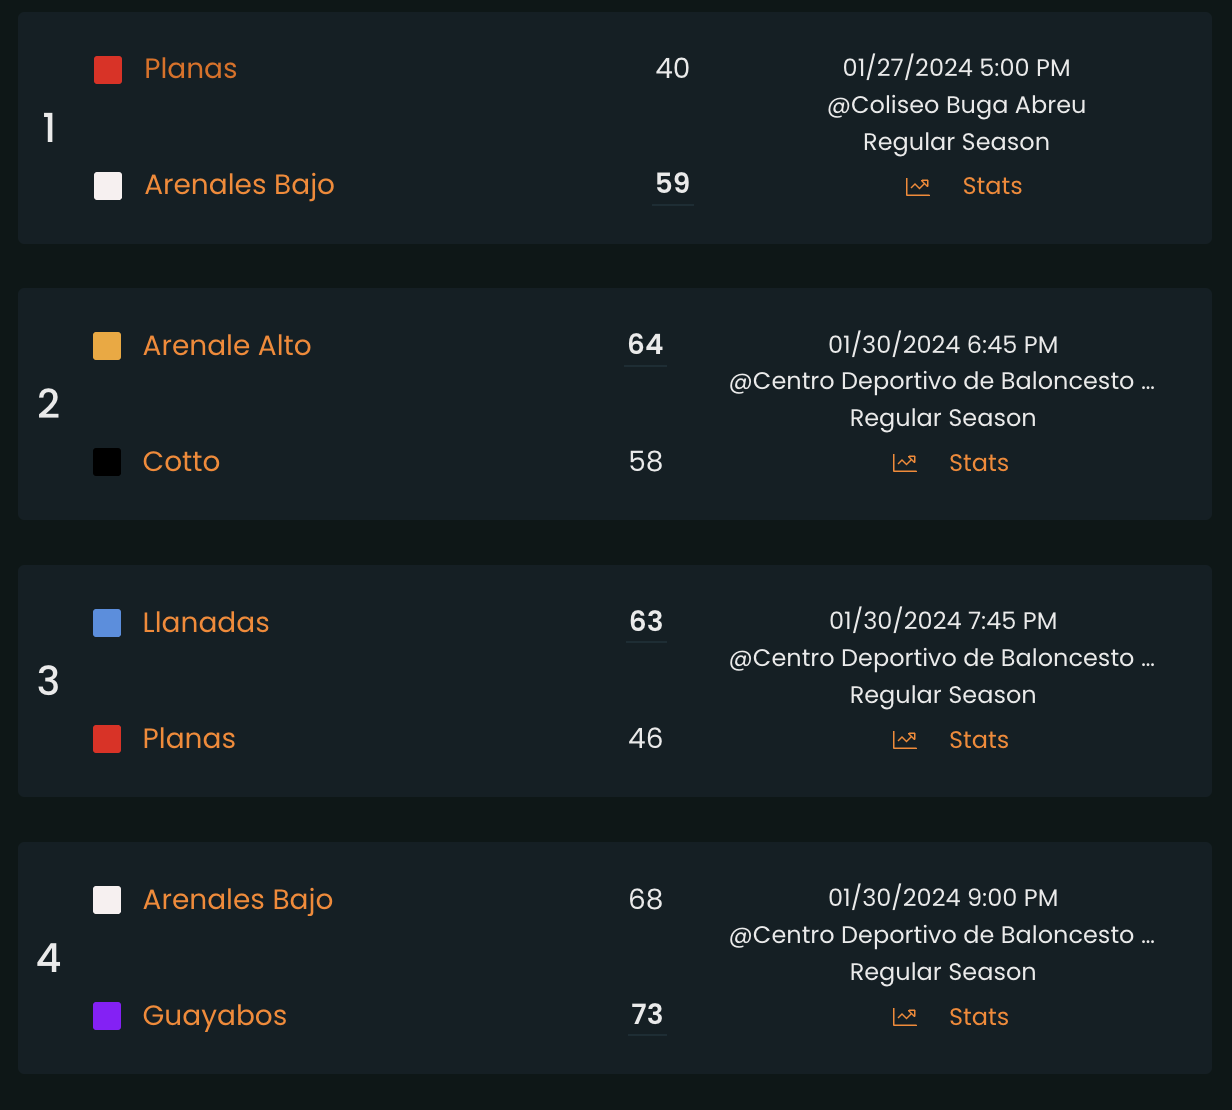 1
Planas
40
Arenales Bajo
59
01/27/2024 5:00 PM
@Coliseo Buga Abreu
Regular Season
Stats
2
Arenale Alto
64
Cotto
58
01/30/2024 6:45 PM
@Centro Deportivo de Baloncesto ...
Regular Season
Stats
3
Llanadas
63
Planas
46
01/30/2024 7:45 PM
@Centro Deportivo de Baloncesto ...
Regular Season
Stats
4
Arenales Bajo
68
Guayabos
73
01/30/2024 9:00 PM
@Centro Deportivo de Baloncesto ...
Regular Season
Stats